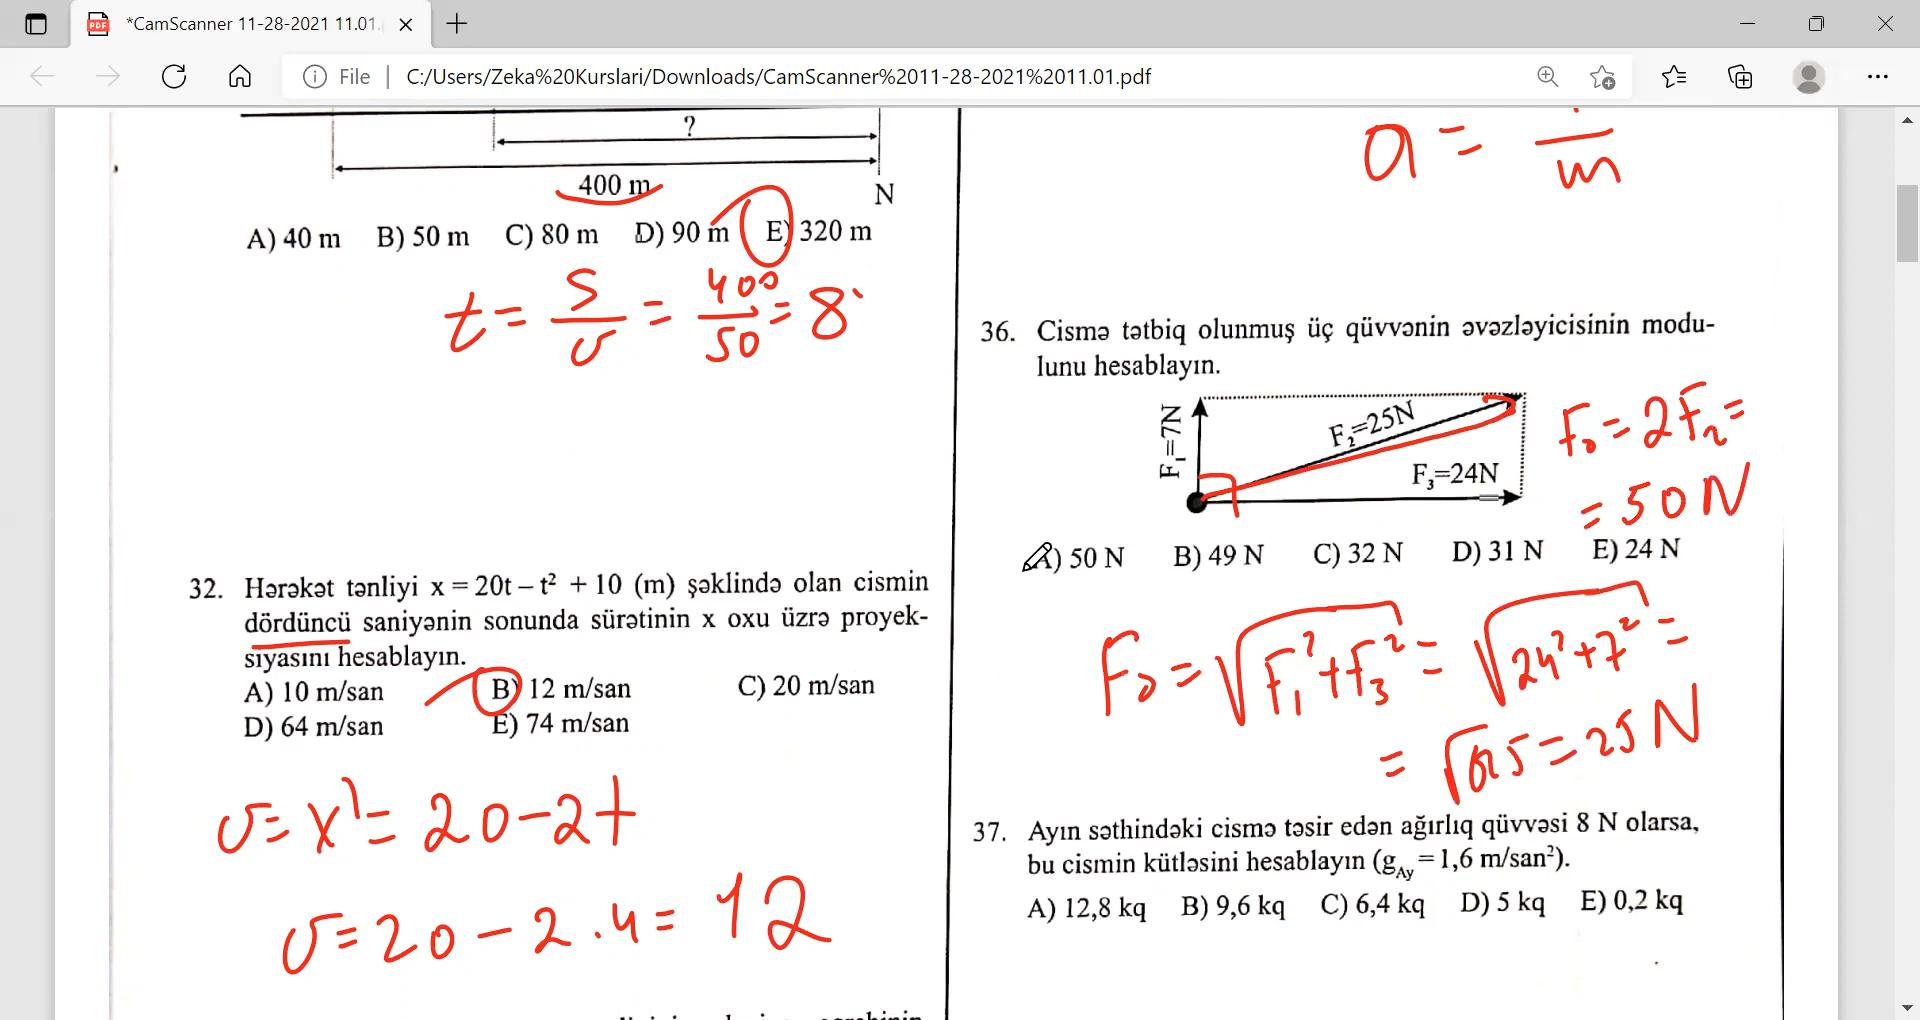 *CamScanner 11-28-2021 11.01.
File | C:/Users/Zeka%20Kurslari/Downloads/CamScanner%2011-28-2021%2011.01.pdf
?
400 m
N
A) 40 m B) 50 m C) 80 m D) 90 m E) 320 m
t = S/υ = 400/50 = 8
32. Hərəkət tənliyi x = 20t – t² + 10 (m) şəklində olan cismin
dördüncü saniyənin sonunda sürətinin x oxu üzrə proyek-
siyasını hesablayın.
A) 10 m/san B) 12 m/san C) 20 m/san
D) 64 m/san E) 74 m/san
υ = x' = 20 - 2t
υ = 20 - 2 . 4 = 12
a = /m
36. Cismə tətbiq olunmuş üç qüvvənin əvəzləyicisinin modu-
lunu hesablayın.
F₁=7N
F₂=25N
F₃=24N
F₀ = 2F₂ =
= 50 N
A) 50 N B) 49 N C) 32 N D) 31 N E) 24 N
F₀ = √F₁² + F₃² = √24² + 7² =
= √625 = 25 N
37. Ayın səthindəki cismə təsir edən ağırlıq qüvvəsi 8 N olarsa,
bu cismin kütləsini hesablayın (g_Ay = 1,6 m/san²).
A) 12,8 kq B) 9,6 kq C) 6,4 kq D) 5 kq E) 0,2 kq